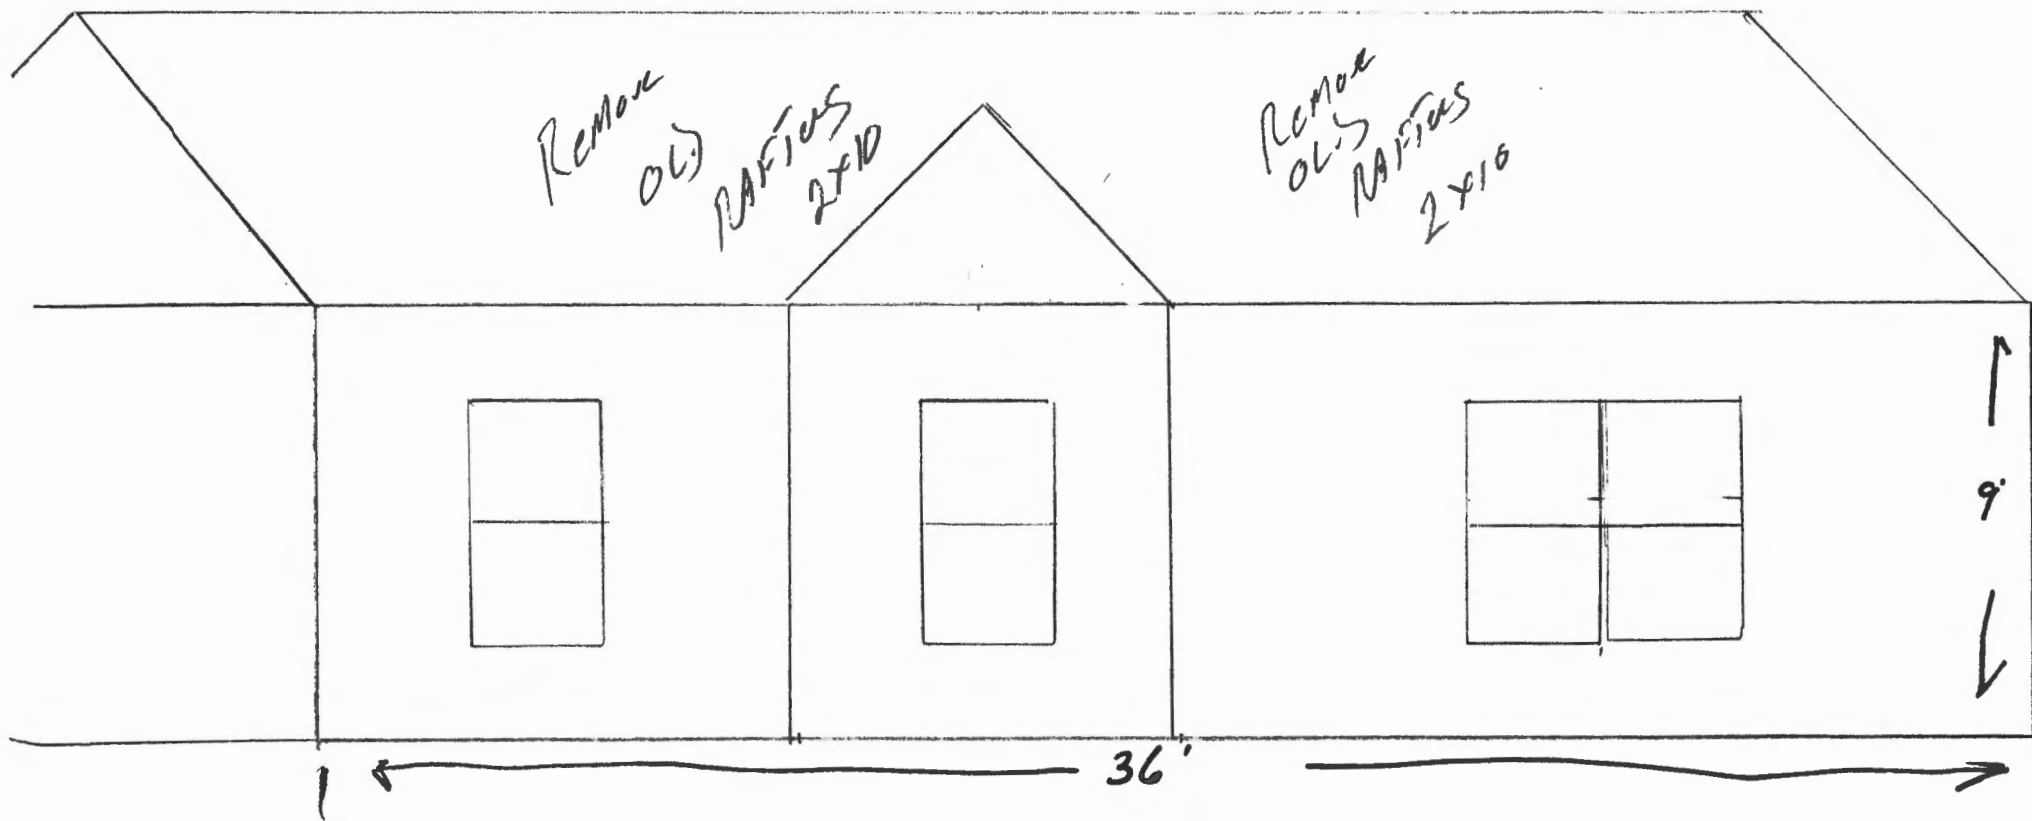 Remove
OLD
RAFTERS
2x10
Remove
OLD
RAFTERS
2x10
9'
36'